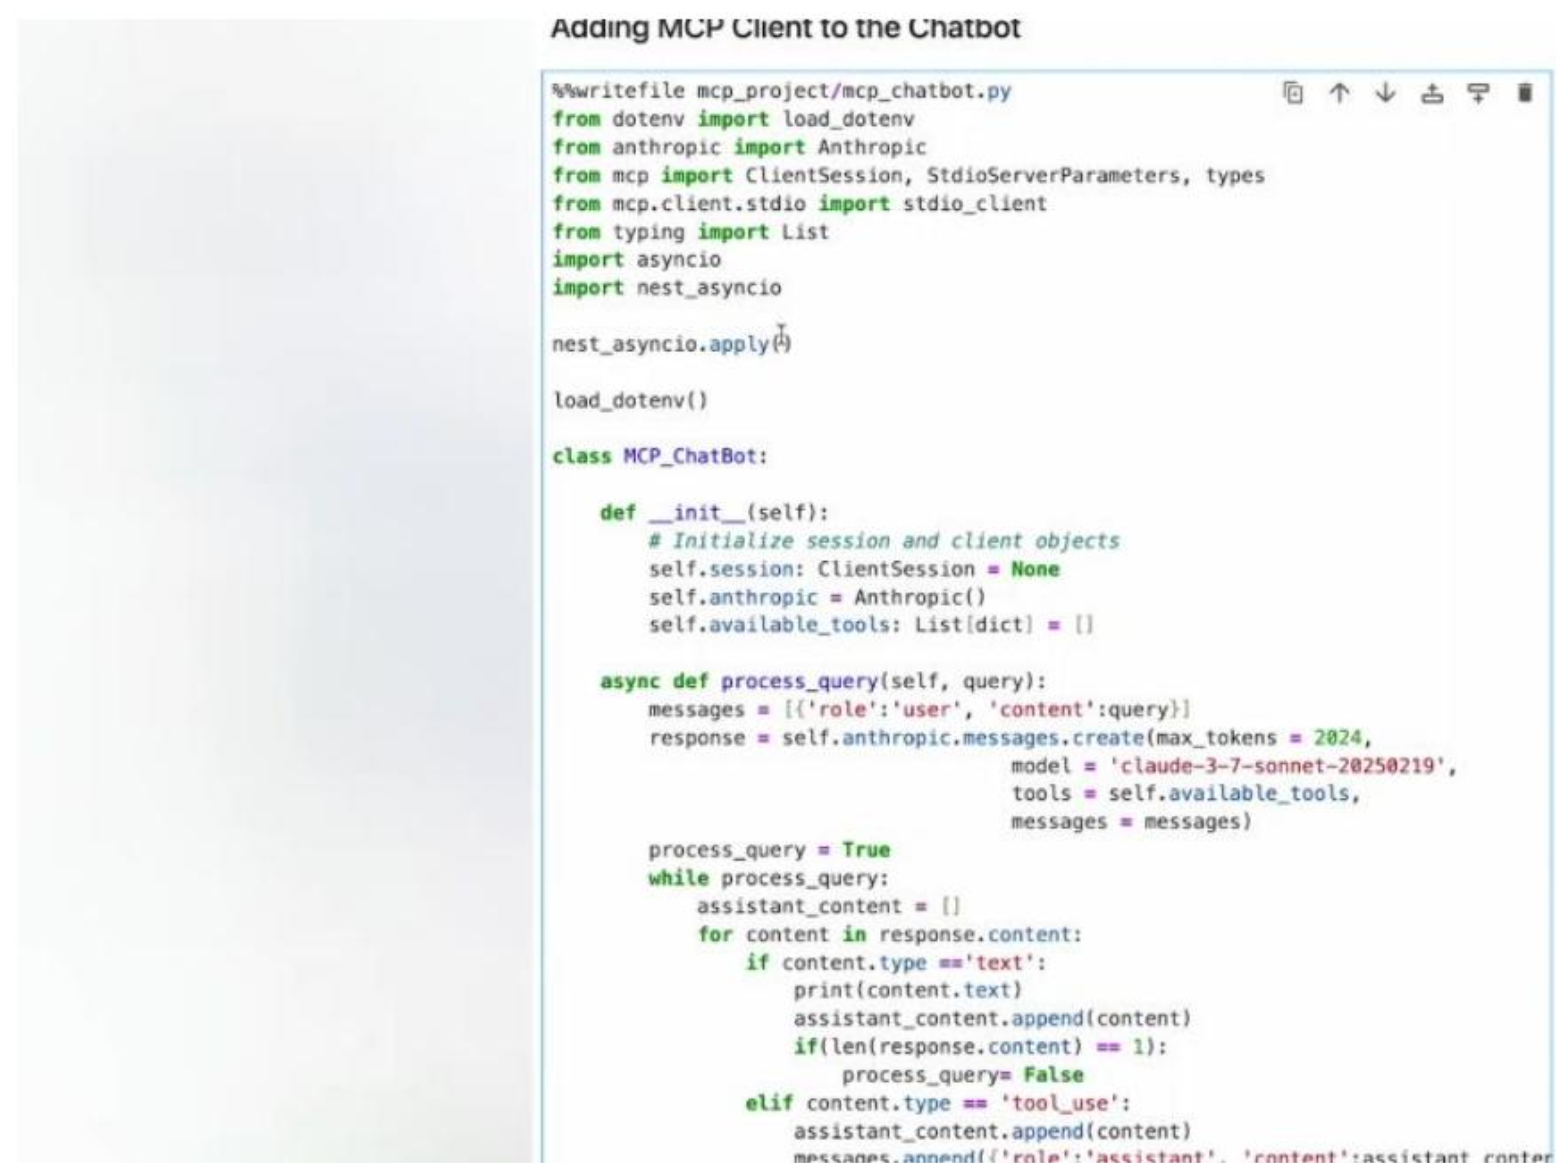 Adding MCP Client to the Chatbot
%%writefile mcp_project/mcp_chatbot.py
from dotenv import load_dotenv
from anthropic import Anthropic
from mcp import ClientSession, StdioServerParameters, types
from mcp.client.stdio import stdio_client
from typing import List
import asyncio
import nest_asyncio

nest_asyncio.apply()

load_dotenv()

class MCP_ChatBot:

    def __init__(self):
        # Initialize session and client objects
        self.session: ClientSession = None
        self.anthropic = Anthropic()
        self.available_tools: List[dict] = []

    async def process_query(self, query):
        messages = [{'role':'user', 'content':query}]
        response = self.anthropic.messages.create(max_tokens = 2024,
                                      model = 'claude-3-7-sonnet-20250219',
                                      tools = self.available_tools,
                                      messages = messages)
        process_query = True
        while process_query:
            assistant_content = []
            for content in response.content:
                if content.type =='text':
                    print(content.text)
                    assistant_content.append(content)
                    if(len(response.content) == 1):
                        process_query= False
                elif content.type == 'tool_use':
                    assistant_content.append(content)
                    messages.append({'role':'assistant', 'content':assistant_conter